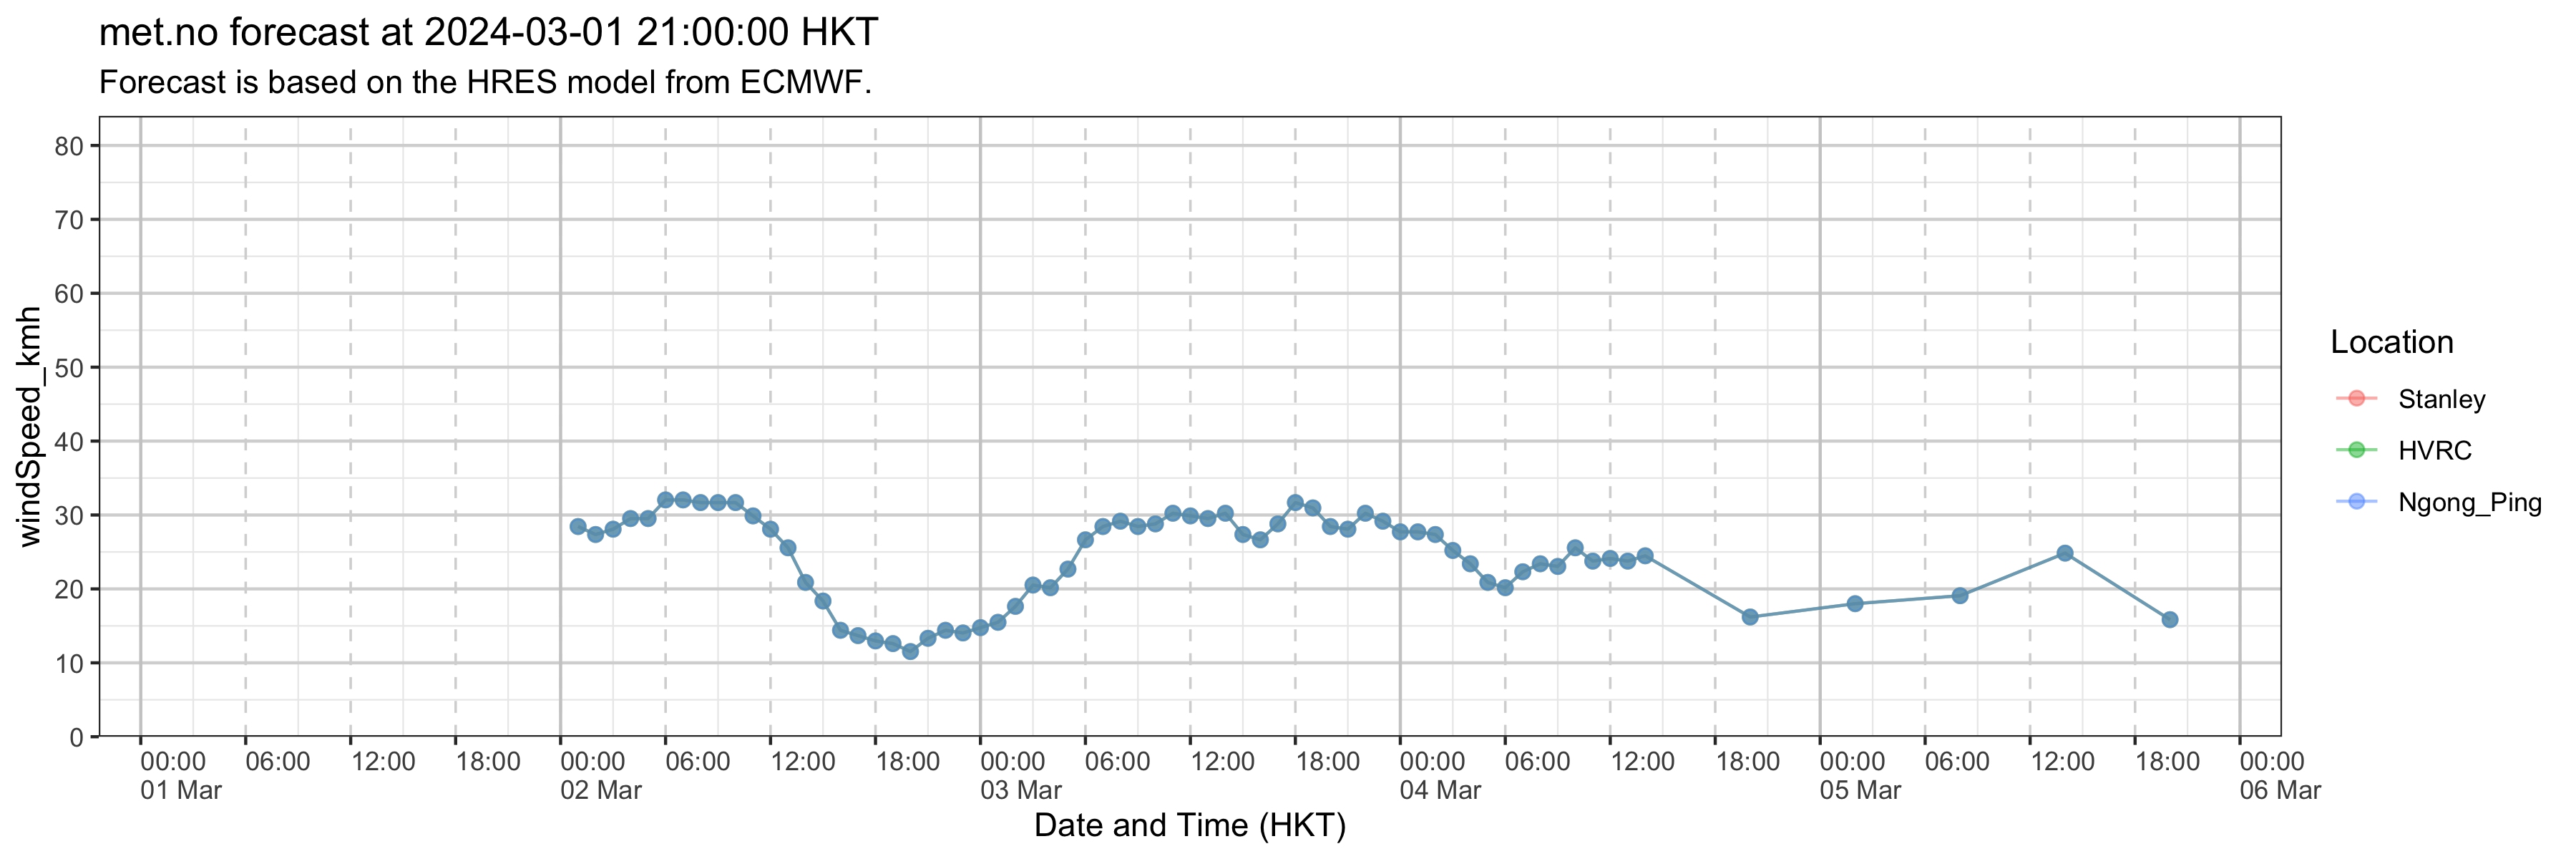 met.no forecast at 2024-03-01 21:00:00 HKT
Forecast is based on the HRES model from ECMWF.
windSpeed_kmh
80
70
60
50
40
30
20
10
0
00:00 06:00 12:00 18:00 00:00 06:00 12:00 18:00 00:00 06:00 12:00 18:00 00:00 06:00 12:00 18:00 00:00 06:00 12:00 18:00 00:00
01 Mar 02 Mar 03 Mar 04 Mar 05 Mar 06 Mar
Date and Time (HKT)
Location
Stanley
HVRC
Ngong_Ping